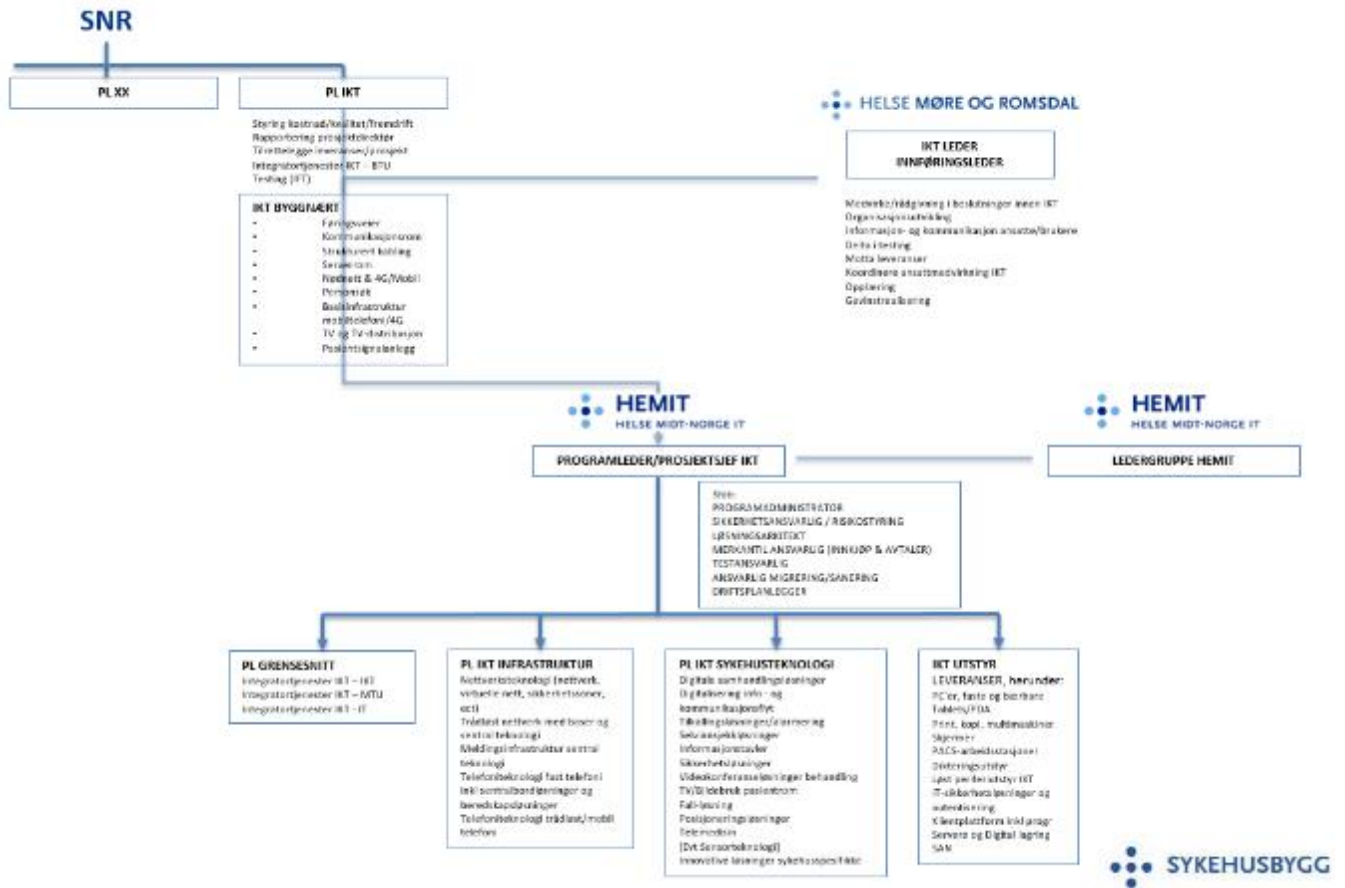 SNR
PL XX
PL IKT
Styring kostnad/kvalitet/fremdrift
Rapportering prosjektdirektør
Tilrettelegge leveranser/prosjekt
Integratortjenester IKT – BTU
Testing (IFT)
HELSE MØRE OG ROMSDAL
IKT LEDER
INNFØRINGSLEDER
Medvirke/rådgivning i beslutninger innen IKT
Organisasjonsutvikling
Informasjon- og kommunikasjon ansatte/brukere
Delta i testing
Motta leveranser
Koordinere ansattmedvirkning IKT
Opplæring
Gevinstrealisering
IKT BYGGNÆRT
- Føringsveier
- Kommunikasjonsrom
- Strukturert kabling
- Serverrom
- Nødnett & 4G/Mobil
- Personsøk
- Basisinfrastruktur
mobiltelefoni/4G
- TV og TV-distribusjon
- Pasientsignalanlegg
HEMIT
HELSE MIDT-NORGE IT
PROGRAMLEDER/PROSJEKTSJEF IKT
HEMIT
HELSE MIDT-NORGE IT
LEDERGRUPPE HEMIT
PROGRAMADMINISTRATOR
SIKKERHETSANSVARLIG / RISIKOSTYRING
LØSNINGSARKITEKT
MERKANTIL ANSVARLIG (INNKJØP & AVTALER)
TESTANSVARLIG
ANSVARLIG MIGRERING/SANERING
DRIFTSPLANLEGGER
PL GRENSESNITT
Integratortjenester IKT – IKT
Integratortjenester IKT – MTU
Integratortjenester IKT - IT
PL IKT INFRASTRUKTUR
Nettverksteknologi (nettverk,
virtuelle nett, sikkerhetssoner,
ect)
Trådløst nettverk med baser og
sentral teknologi
Meldingsinfrastruktur sentral
teknologi
Telefoniteknologi fast telefoni
inkl sentralbordløsninger og
beredskapsløsninger
Telefoniteknologi trådløst/mobil
telefoni
PL IKT SYKEHUSTEKNOLOGI
Digitale samhandlingsløsninger
Digitalisering info - og
kommunikasjonsflyt
Tilkallingsløsninger/alarmering
Selvinnsjekkløsninger
Informasjonstavler
Sikkerhetsløsninger
Videokonferanseløsninger behandling
TV/Bildebruk pasientrom
Fall-løsning
Posisjoneringsløsninger
Telemedisin
(Evt Sensorteknologi)
Innovative løsninger sykehusspesifikke
IKT UTSTYR
LEVERANSER, herunder:
PC'er, faste og bærbare
Tablets/PDA
Print, kopi, multimaskiner
Skjermer
PACS-arbeidsstasjoner
Dikteringsutstyr
Løst periferutstyr IKT
IT-sikkerhetsløsninger og
autentisering
Klientplattform inkl progr
Servere og Digital lagring
SAN
SYKEHUSBYGG